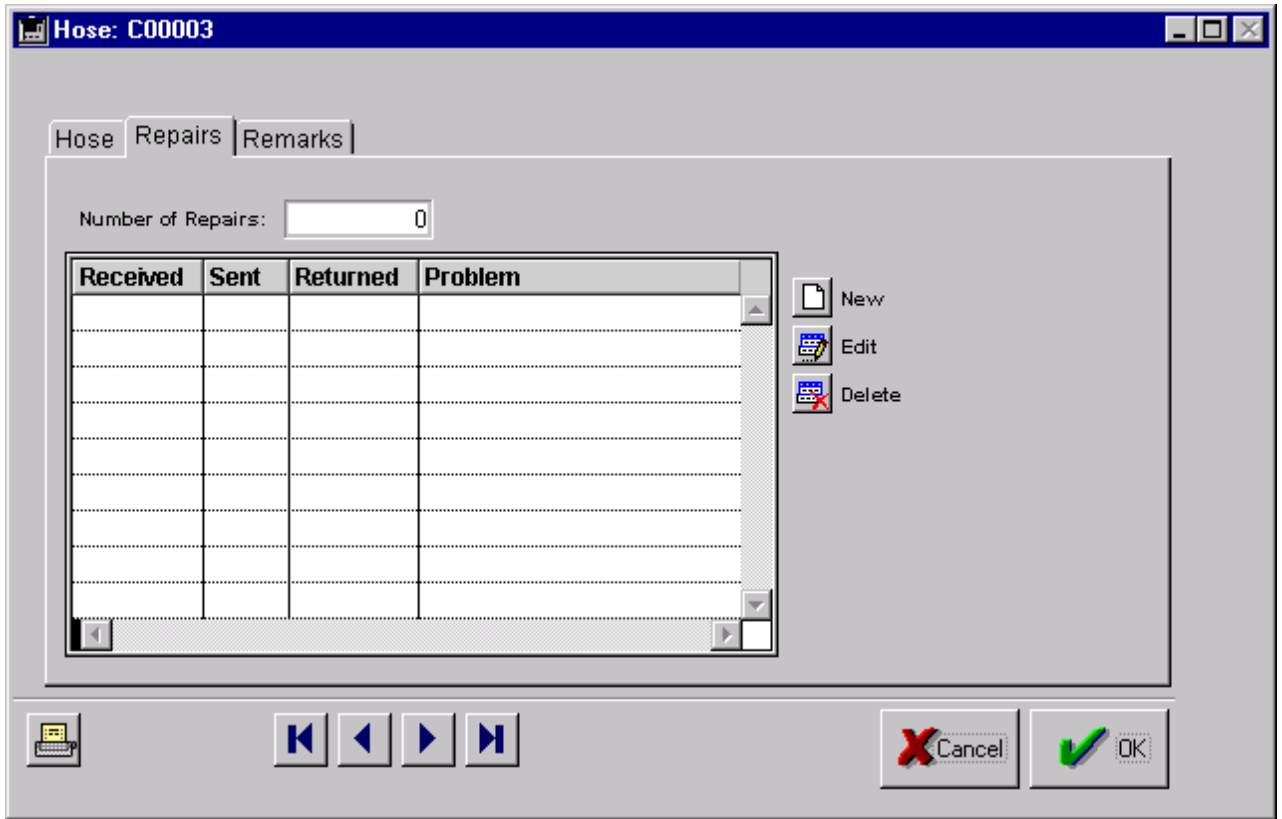 Hose: C00003
Hose Repairs Remarks
Number of Repairs: 0
Received Sent Returned Problem
New
Edit
Delete
Cancel OK